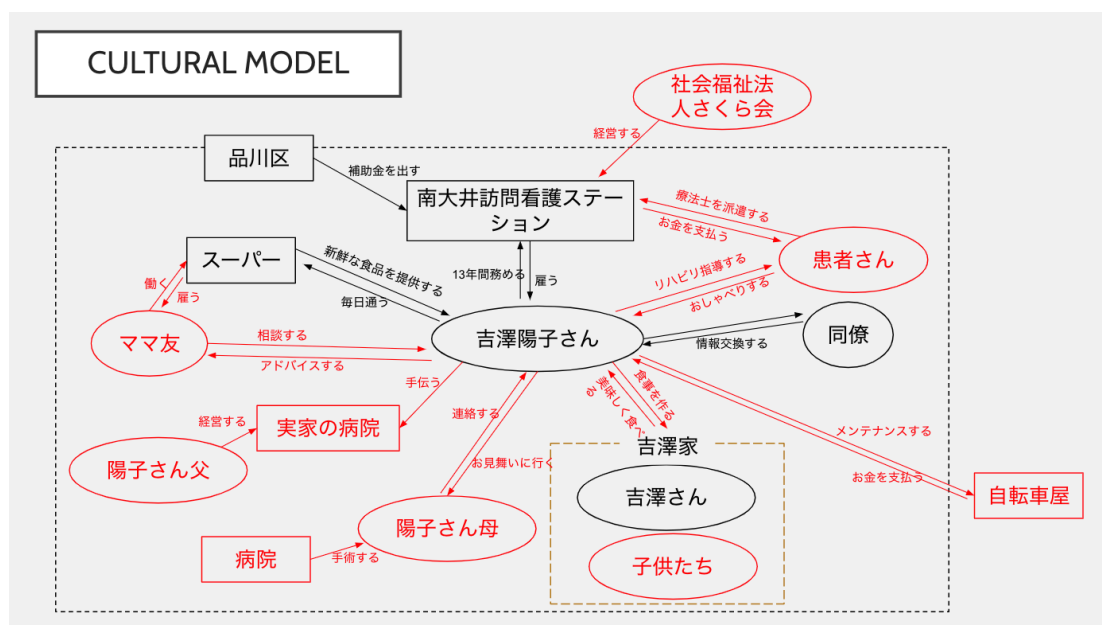 CULTURAL MODEL
社会福祉法
人さくら会
経営する
品川区
補助金を出す
南大井訪問看護ステー
ション
療法士を派遣する
お金を支払う
患者さん
スーパー
新鮮な食品を提供する
毎日通う
13年間務める
雇う
リハビリ指導する
おしゃべりする
働く
雇う
ママ友
相談する
アドバイスする
吉澤陽子さん
情報交換する
同僚
手伝う
経営する
実家の病院
陽子さん父
連絡する
お見舞いに行く
食事を作る
美味しく食べ
る
メンテナンスする
お金を支払う
自転車屋
吉澤家
吉澤さん
子供たち
陽子さん母
病院
手術する